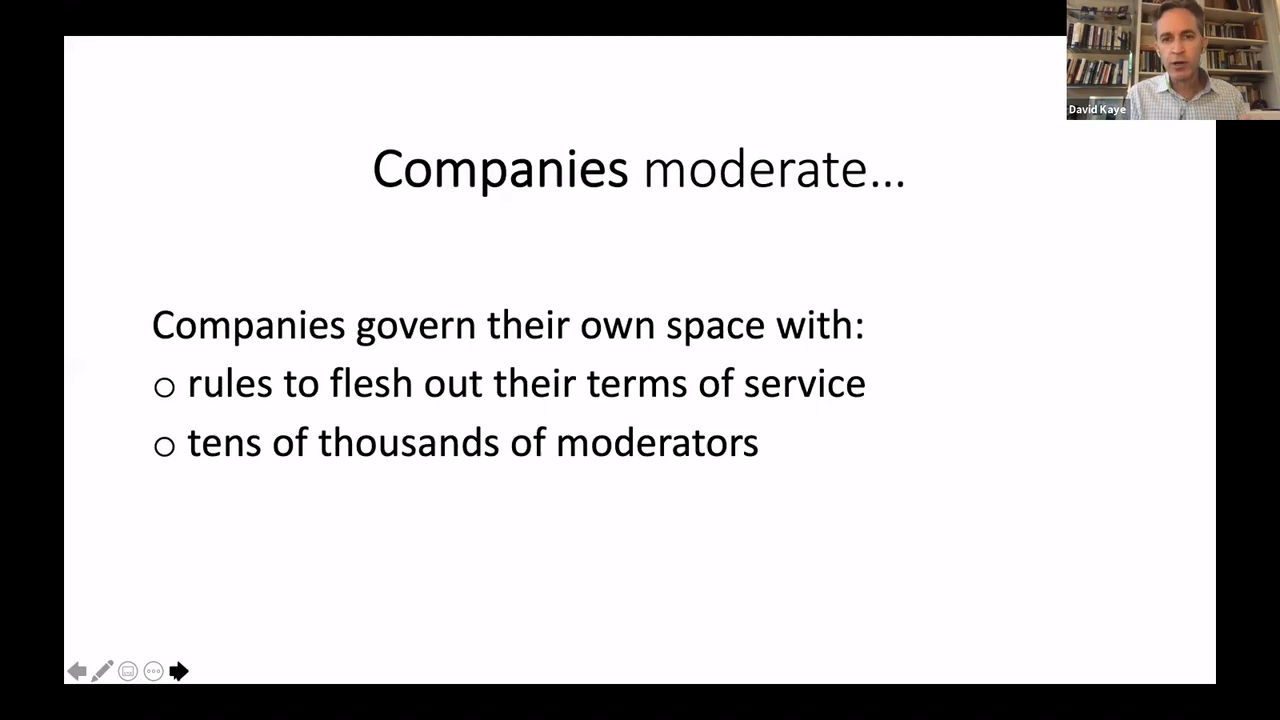 David Kaye
Companies moderate...
Companies govern their own space with:
o rules to flesh out their terms of service
o tens of thousands of moderators